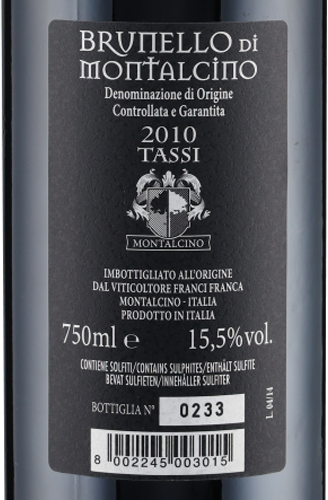 BRUNELLO DI
MONTALCINO
Denominazione di Origine
Controllata e Garantita
2010
TASSI
MONTALCINO
IMBOTTIGLIATO ALL'ORIGINE
DAL VITICOLTORE FRANCI FRANCA
MONTALCINO - ITALIA
PRODOTTO IN ITALIA
750ml e 15,5% vol.
CONTIENE SOLFITI/CONTAINS SULPHITES/ENTHÄLT SULFITE
BEVAT SULFIETEN/INNEHÅLLER SULFITER
BOTTIGLIA N° 0233
L. 04/14
8 002245 003015